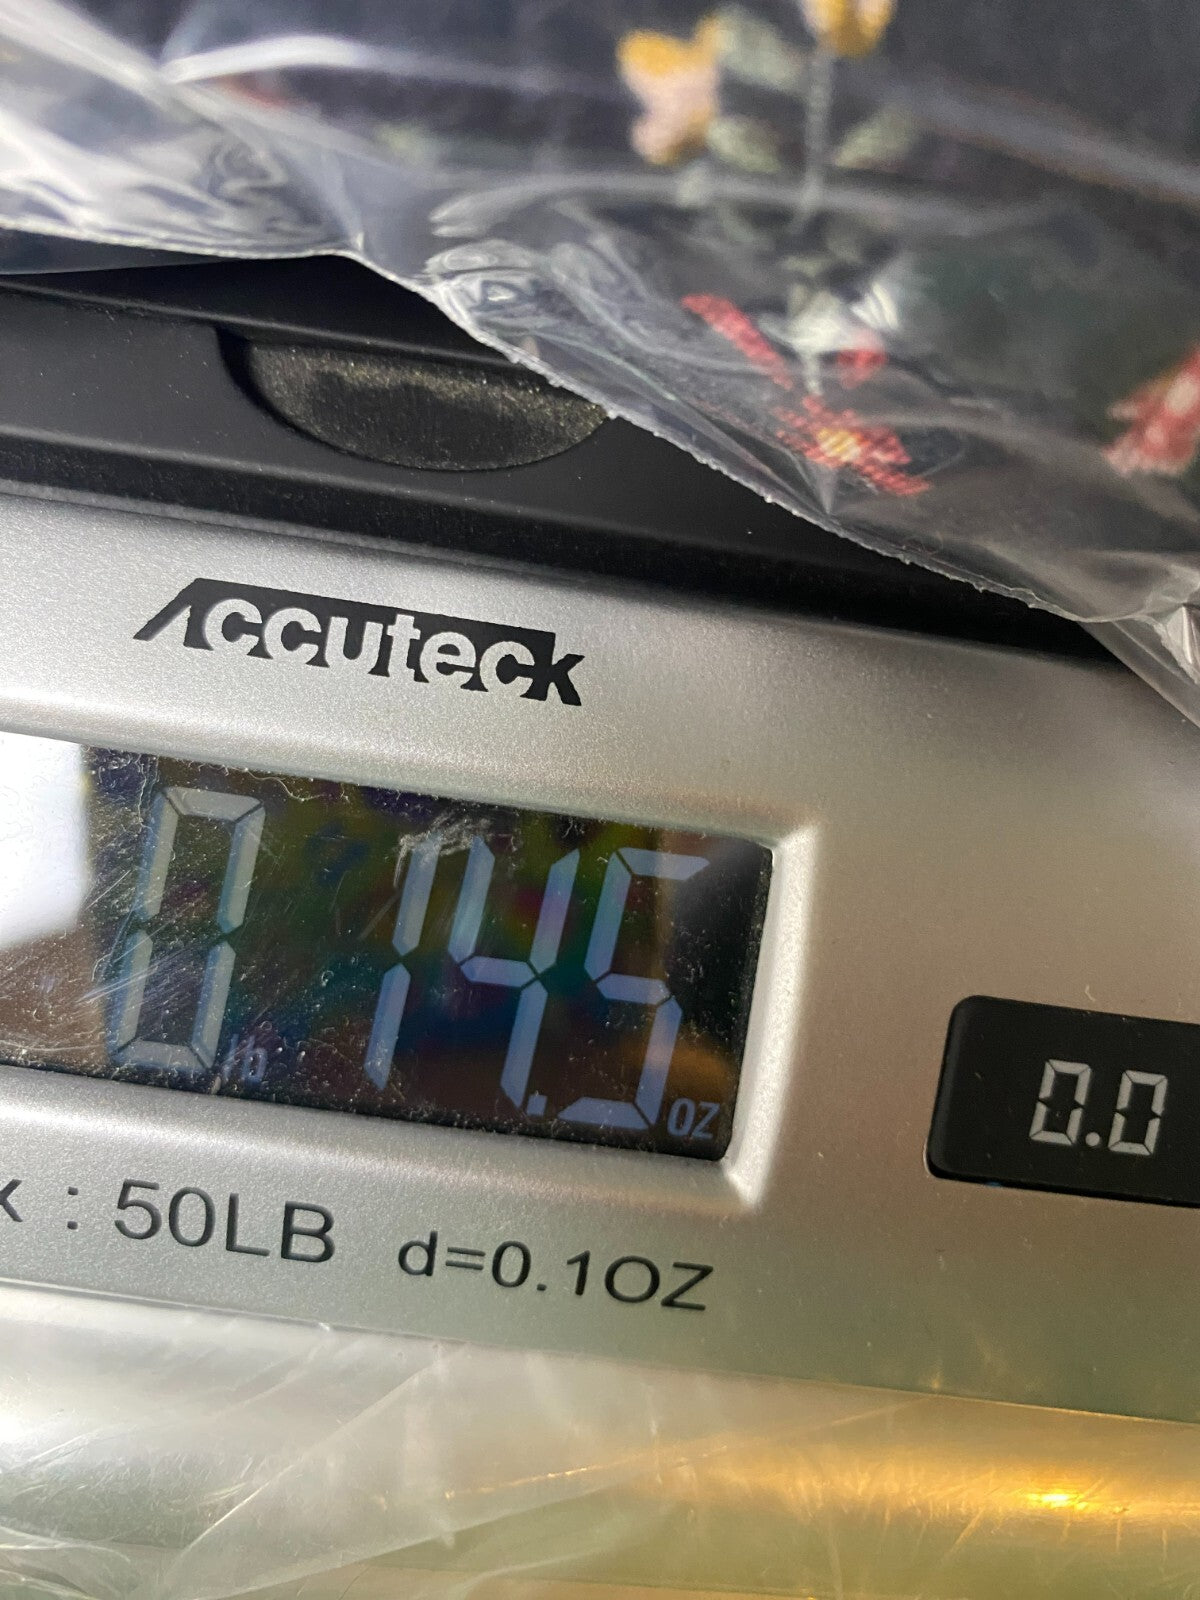 Accuteck
0 lb 14.5 oz
0.0
x : 50LB d=0.1OZ